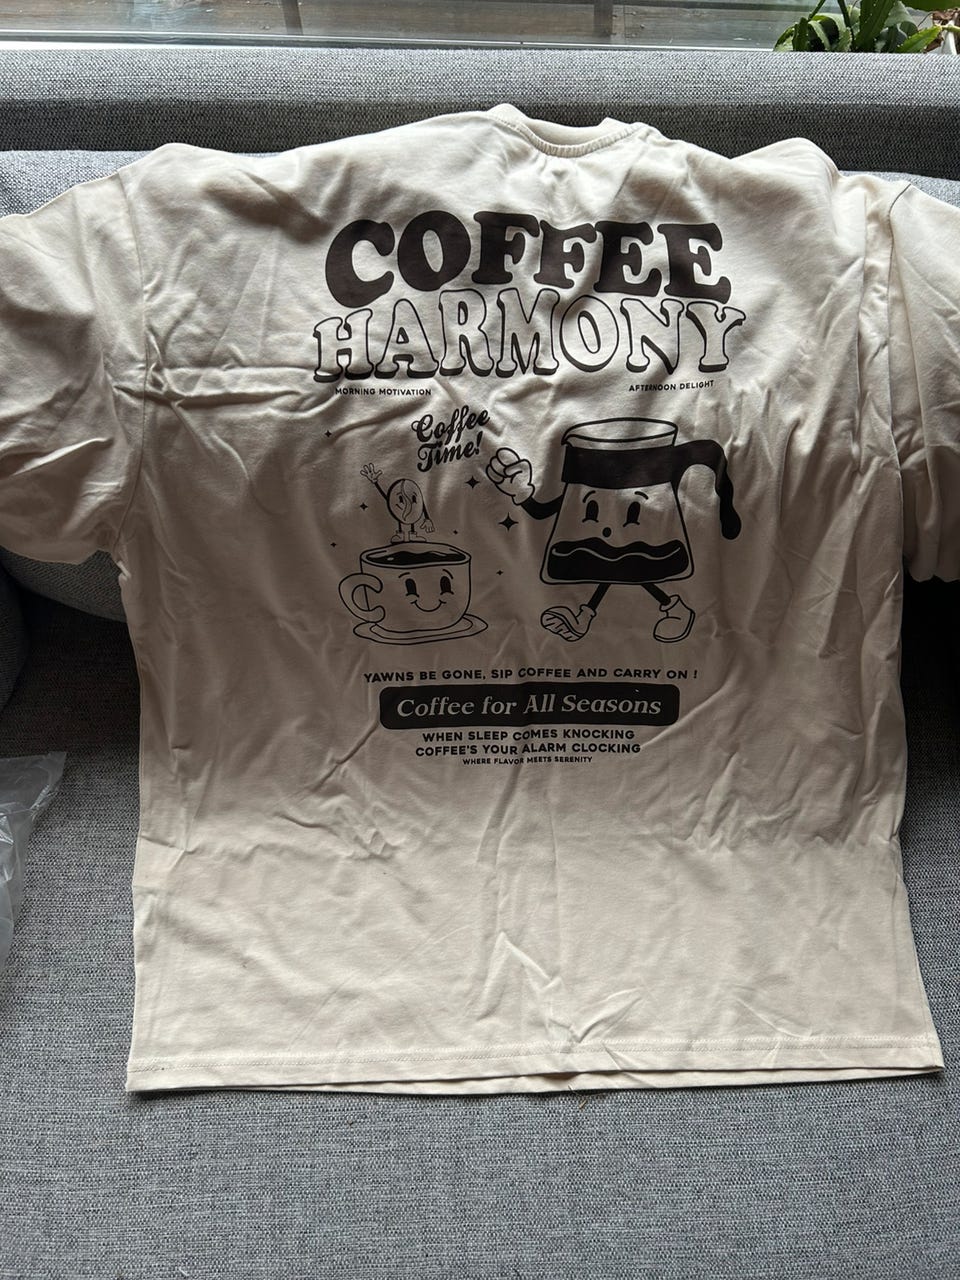 COFFEE
HARMONY
MORNING MOTIVATION
AFTERNOON DELIGHT
Coffee
Time!
YAWNS BE GONE, SIP COFFEE AND CARRY ON !
Coffee for All Seasons
WHEN SLEEP COMES KNOCKING
COFFEE'S YOUR ALARM CLOCKING
WHERE FLAVOR MEETS SERENITY